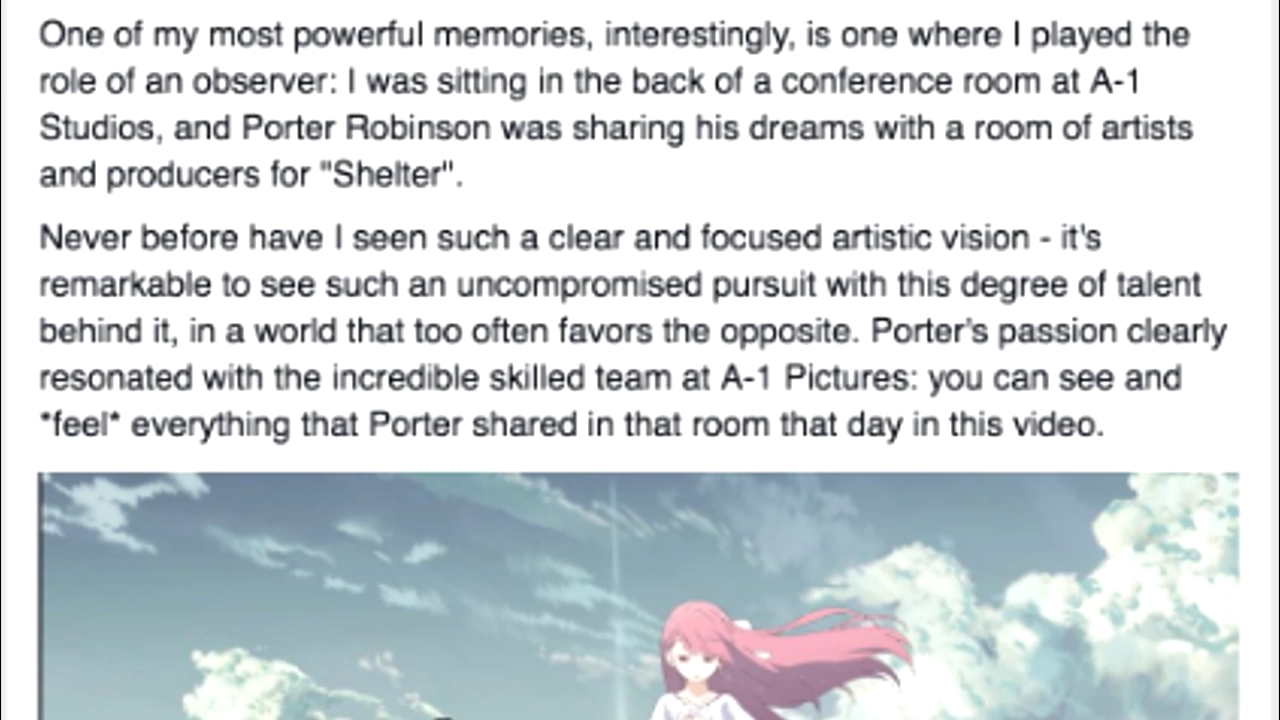 One of my most powerful memories, interestingly, is one where I played the
role of an observer: I was sitting in the back of a conference room at A-1
Studios, and Porter Robinson was sharing his dreams with a room of artists
and producers for "Shelter".
Never before have I seen such a clear and focused artistic vision - it's
remarkable to see such an uncompromised pursuit with this degree of talent
behind it, in a world that too often favors the opposite. Porter's passion clearly
resonated with the incredible skilled team at A-1 Pictures: you can see and
*feel* everything that Porter shared in that room that day in this video.